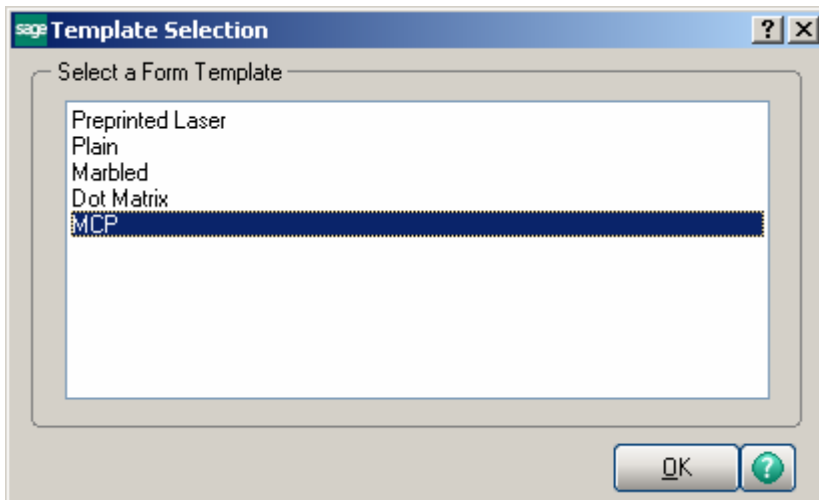 sage Template Selection
Select a Form Template
Preprinted Laser
Plain
Marbled
Dot Matrix
MCP
OK